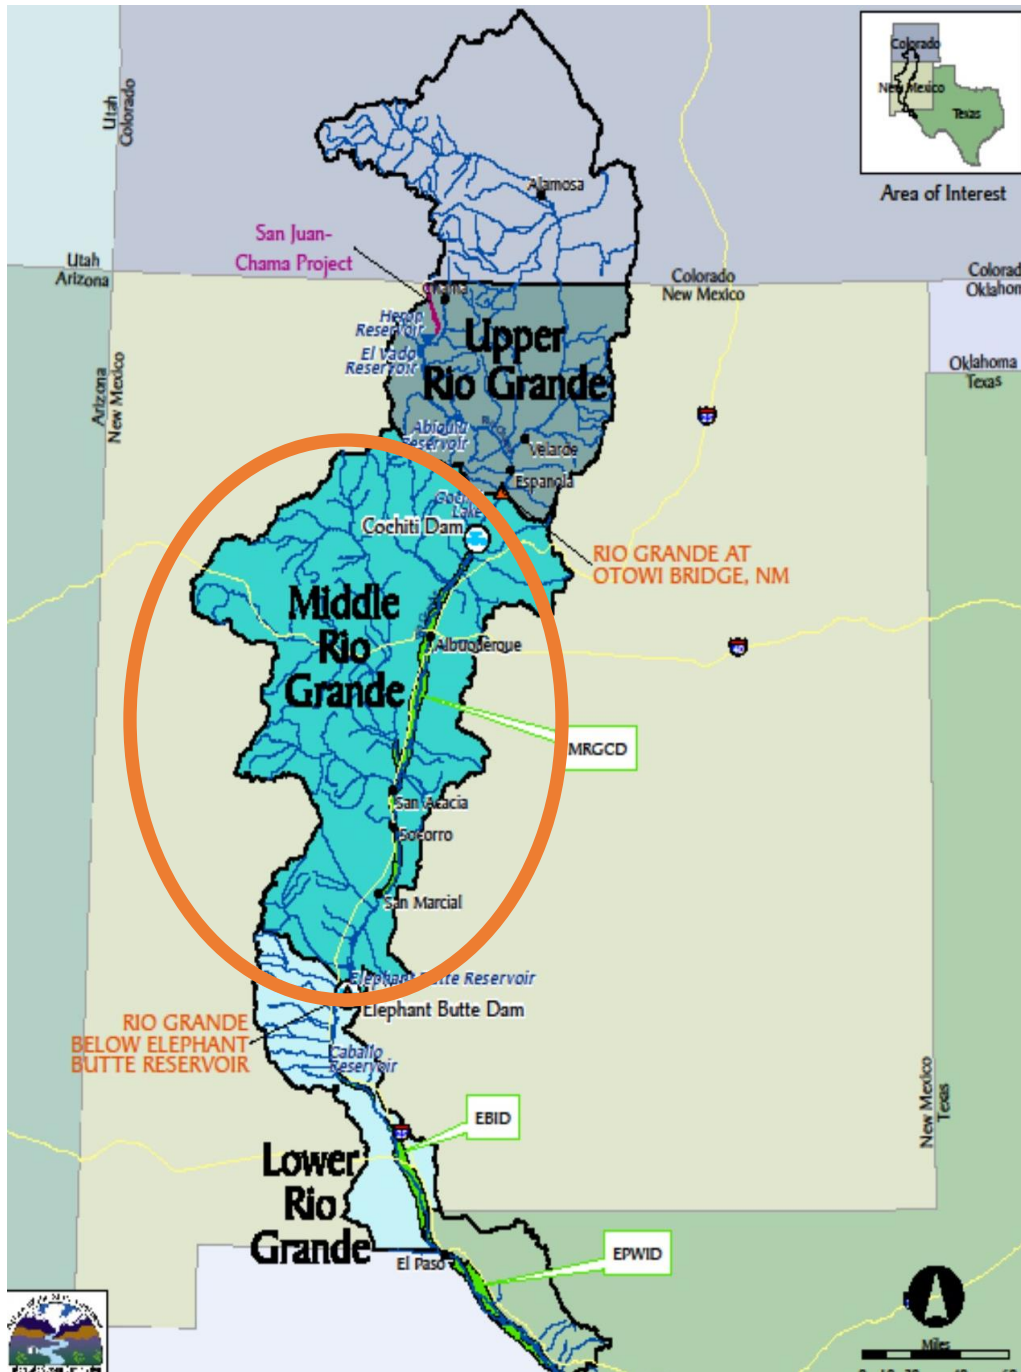 Utah
Colorado
Colorado
New Mexico
Texas
Area of Interest
Alamosa
San Juan-
Chama Project
Utah
Arizona
Colorado
New Mexico
Colorad
Oklahom
Chama
Heron
Reservoir
El Vado
Reservoir
Upper
Rio Grande
Oklahoma
Texas
Arizona
New Mexico
25
Abiquiu
Reservoir
Velarde
Espanola
Cochiti
Lake
Cochiti Dam
RIO GRANDE AT
OTOWI BRIDGE, NM
Middle
Rio
Grande
Albuquerque
40
MRGCD
San Acacia
Socorro
San Marcial
Elephant Butte Reservoir
Elephant Butte Dam
RIO GRANDE
BELOW ELEPHANT
BUTTE RESERVOIR
Caballo
Reservoir
New Mexico
Texas
EBID
Lower
Rio
Grande
El Paso
EPWID
Miles